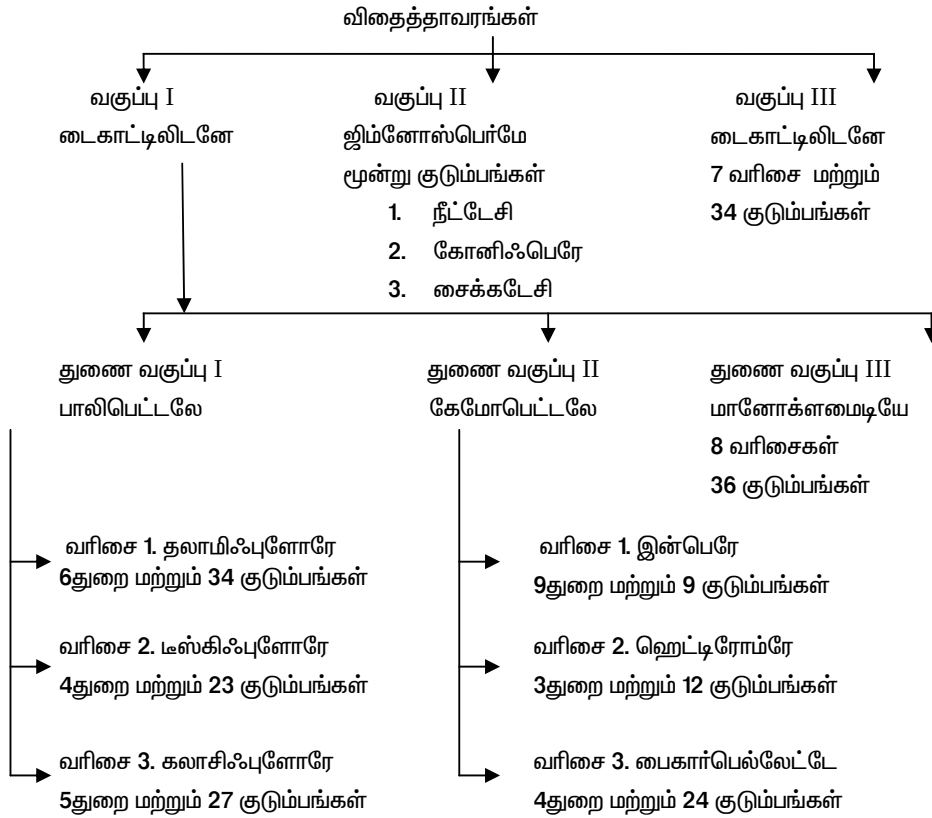 விதைத்தாவரங்கள்
வகுப்பு I
டைகாட்டிலிடனே
வகுப்பு II
ஜிம்னோஸ்பெர்மே
மூன்று குடும்பங்கள்
1. நீட்டேசி
2. கோனிஃபெரே
3. சைக்கடேசி
வகுப்பு III
டைகாட்டிலிடனே
7 வரிசை மற்றும்
34 குடும்பங்கள்
துணை வகுப்பு I
பாலிபெட்டலே
துணை வகுப்பு II
கேமோபெட்டலே
துணை வகுப்பு III
மானோக்ளமைடியே
8 வரிசைகள்
36 குடும்பங்கள்
வரிசை 1. தலாமிஃபுளோரே
6துறை மற்றும் 34 குடும்பங்கள்
வரிசை 2. டீஸ்கிஃபுளோரே
4துறை மற்றும் 23 குடும்பங்கள்
வரிசை 3. கலாசிஃபுளோரே
5துறை மற்றும் 27 குடும்பங்கள்
வரிசை 1. இன்பெரே
9துறை மற்றும் 9 குடும்பங்கள்
வரிசை 2. ஹெட்டிரோம்ரே
3துறை மற்றும் 12 குடும்பங்கள்
வரிசை 3. பைகார்பெல்லேட்டே
4துறை மற்றும் 24 குடும்பங்கள்